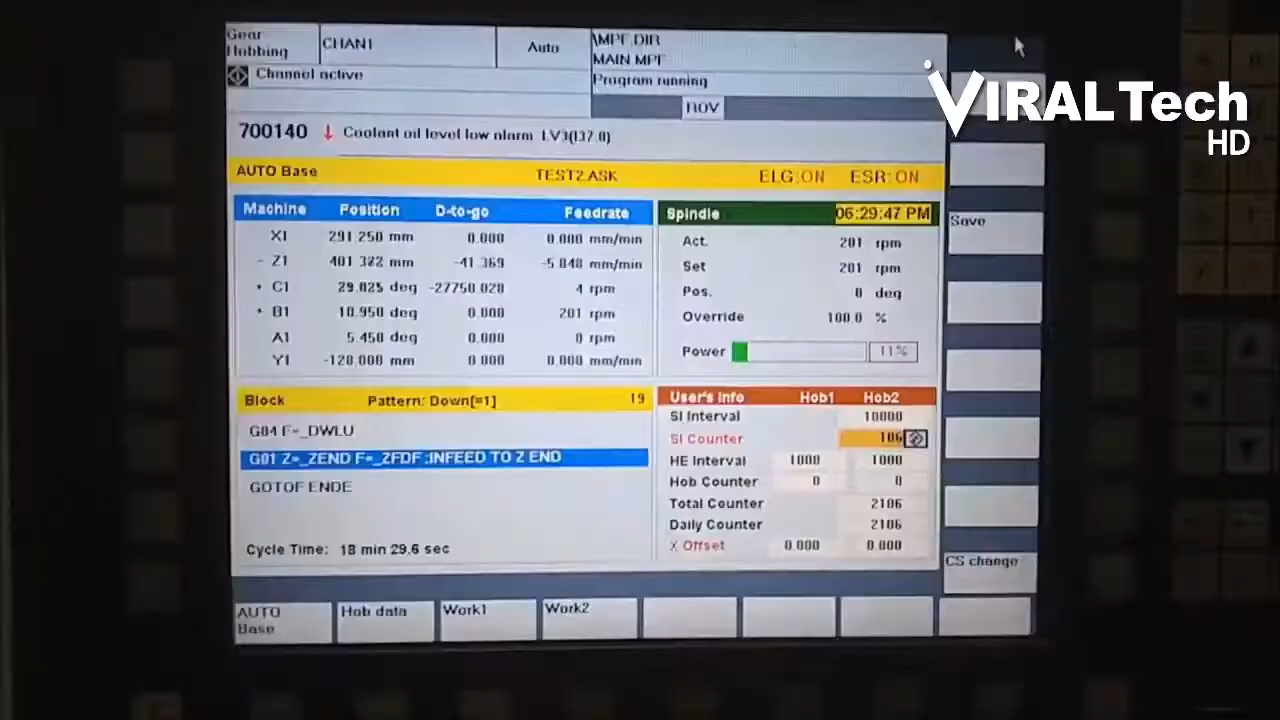 Gear Hobbing
CHAN1
Auto
\MPF.DIR
MAIN MPF
Channel active
Program running
ROV
VIRAL Tech
HD
700140 ↓ Coolant oil level low alarm LV3(I37.0)
AUTO Base TEST2.ASK ELG:ON ESR:ON
Machine Position D-to-go Feedrate
X1 291.250 mm 0.000 0.000 mm/min
- Z1 401.322 mm -41.369 -5.848 mm/min
C1 29.825 deg -27750.028 4 rpm
B1 10.950 deg 0.000 201 rpm
A1 5.450 deg 0.000 0 rpm
Y1 -120.000 mm 0.000 0.000 mm/min
Spindle 06:29:47 PM
Act. 201 rpm
Set 201 rpm
Pos. 0 deg
Override 100.0 %
Power 11%
Save
Block Pattern: Down[=1] 19
G04 F=_DWLU
G01 Z=_ZEND F=_ZFDF ;INFEED TO Z END
GOTOF ENDE
Cycle Time: 18 min 29.6 sec
User's Info Hob1 Hob2
SI Interval 10000
SI Counter 106
HE Interval 1000 1000
Hob Counter 0 0
Total Counter 2106
Daily Counter 2106
X Offset 0.000 0.000
CS change
AUTO Base
Hob data
Work1
Work2